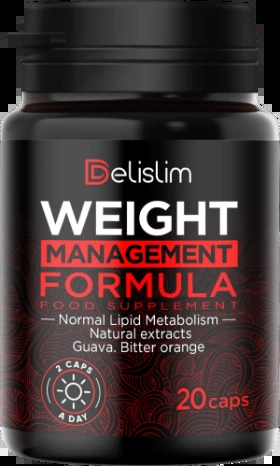 Delislim
WEIGHT
MANAGEMENT
FORMULA
FOOD SUPPLEMENT
Normal Lipid Metabolism
Natural extracts
Guava. Bitter orange
2 CAPS
A DAY
20 caps